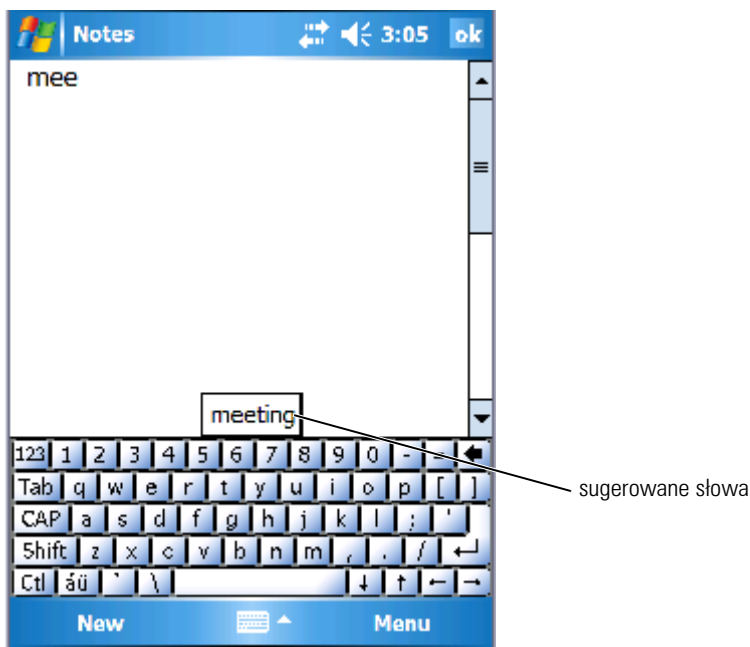 Notes 3:05 ok
mee
meeting
123 1 2 3 4 5 6 7 8 9 0 - =
Tab q w e r t y u i o p [ ]
sugerowane słowa
CAP a s d f g h j k l ; '
Shift z x c v b n m , . /
Ctl áü ` \
New Menu